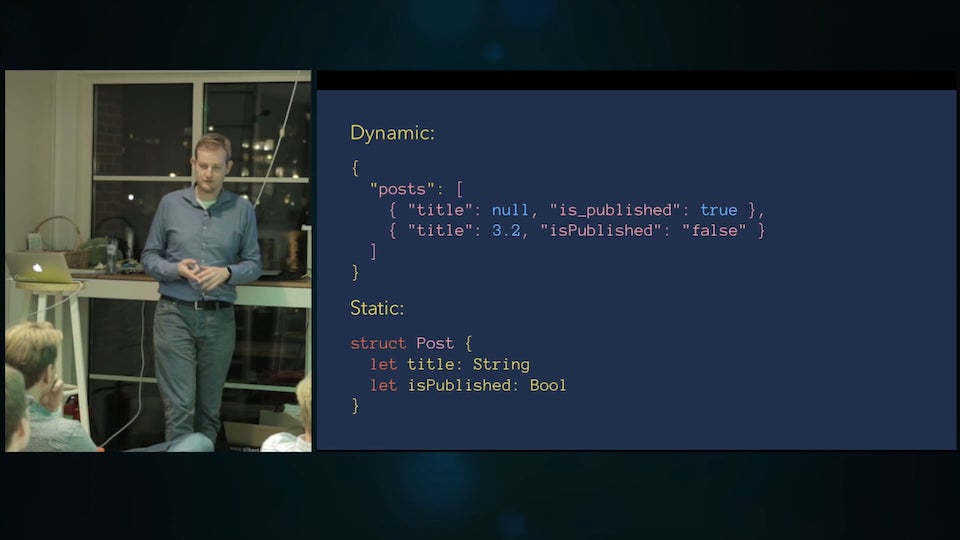 Dynamic:
{
"posts": [
{ "title": null, "is_published": true },
{ "title": 3.2, "isPublished": "false" }
]
}
Static:
struct Post {
let title: String
let isPublished: Bool
}